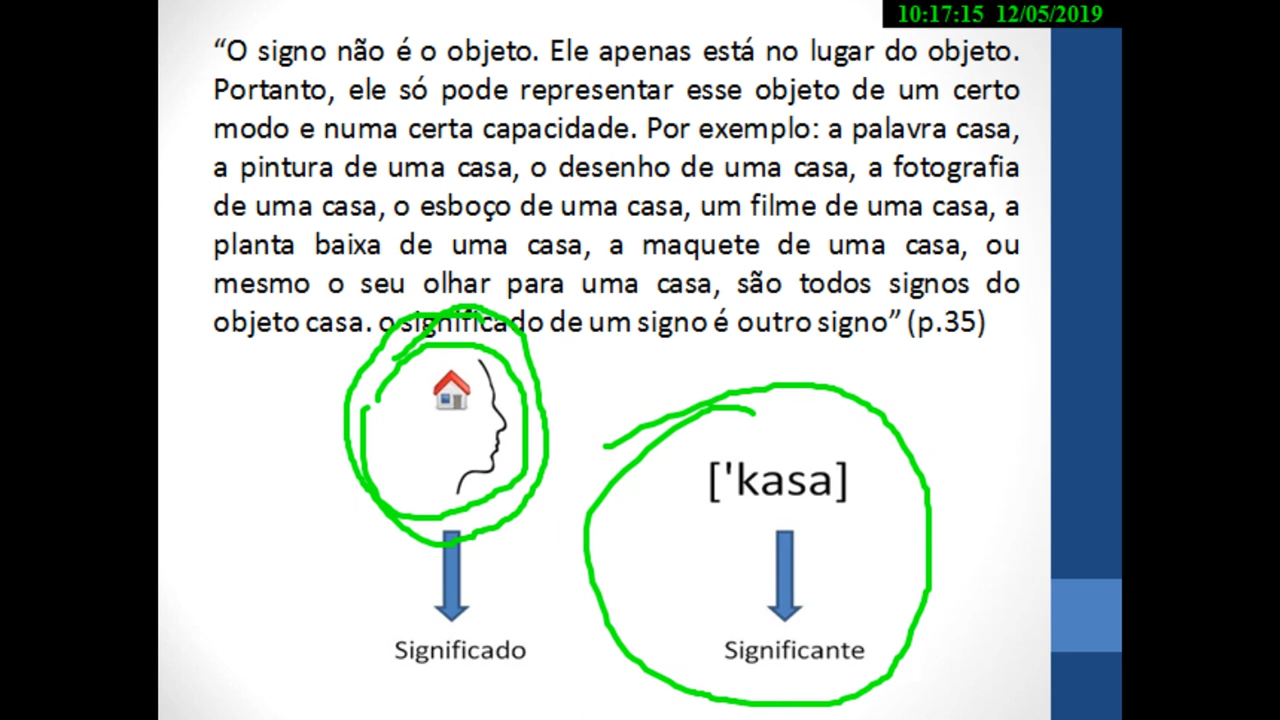 10:17:15 12/05/2019
“O signo não é o objeto. Ele apenas está no lugar do objeto.
Portanto, ele só pode representar esse objeto de um certo
modo e numa certa capacidade. Por exemplo: a palavra casa,
a pintura de uma casa, o desenho de uma casa, a fotografia
de uma casa, o esboço de uma casa, um filme de uma casa, a
planta baixa de uma casa, a maquete de uma casa, ou
mesmo o seu olhar para uma casa, são todos signos do
objeto casa. o significado de um signo é outro signo” (p.35)
['kasa]
Significado Significante